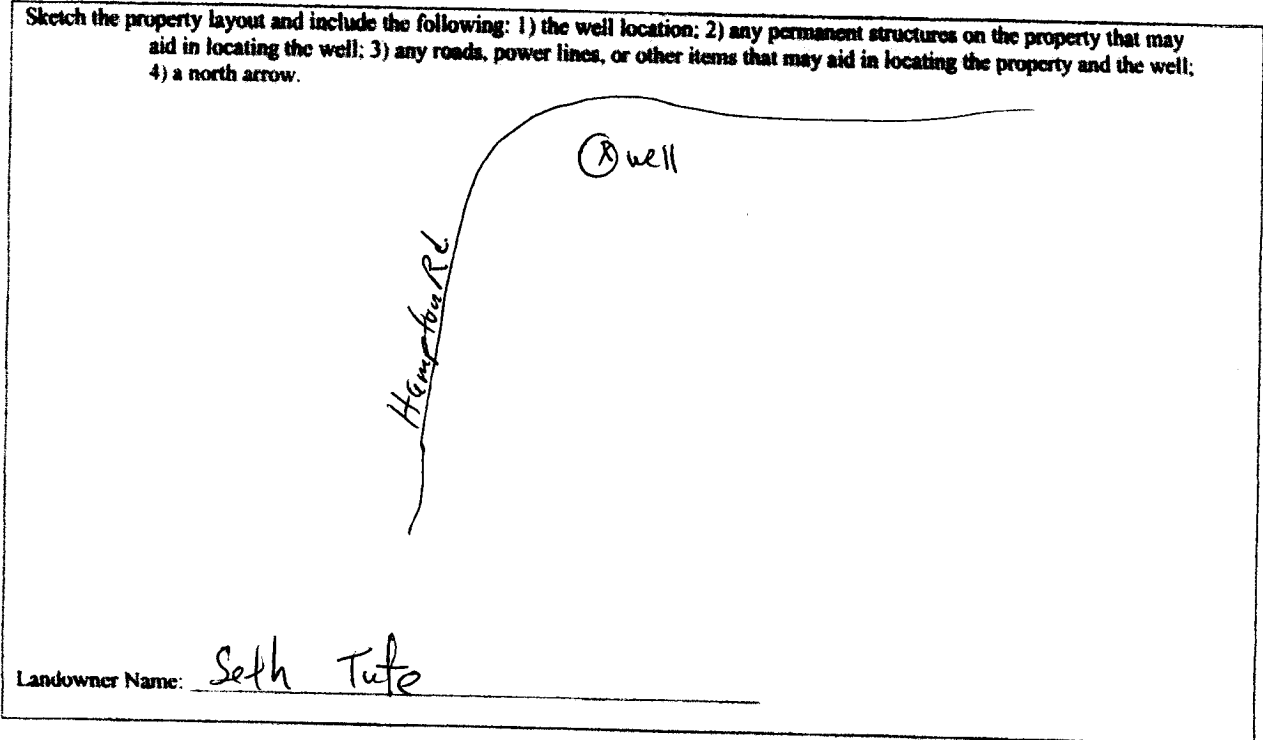 Sketch the property layout and include the following: 1) the well location; 2) any permanent structures on the property that may
aid in locating the well; 3) any roads, power lines, or other items that may aid in locating the property and the well;
4) a north arrow.
X well
Hampton Rd.
Landowner Name: Seth Tute